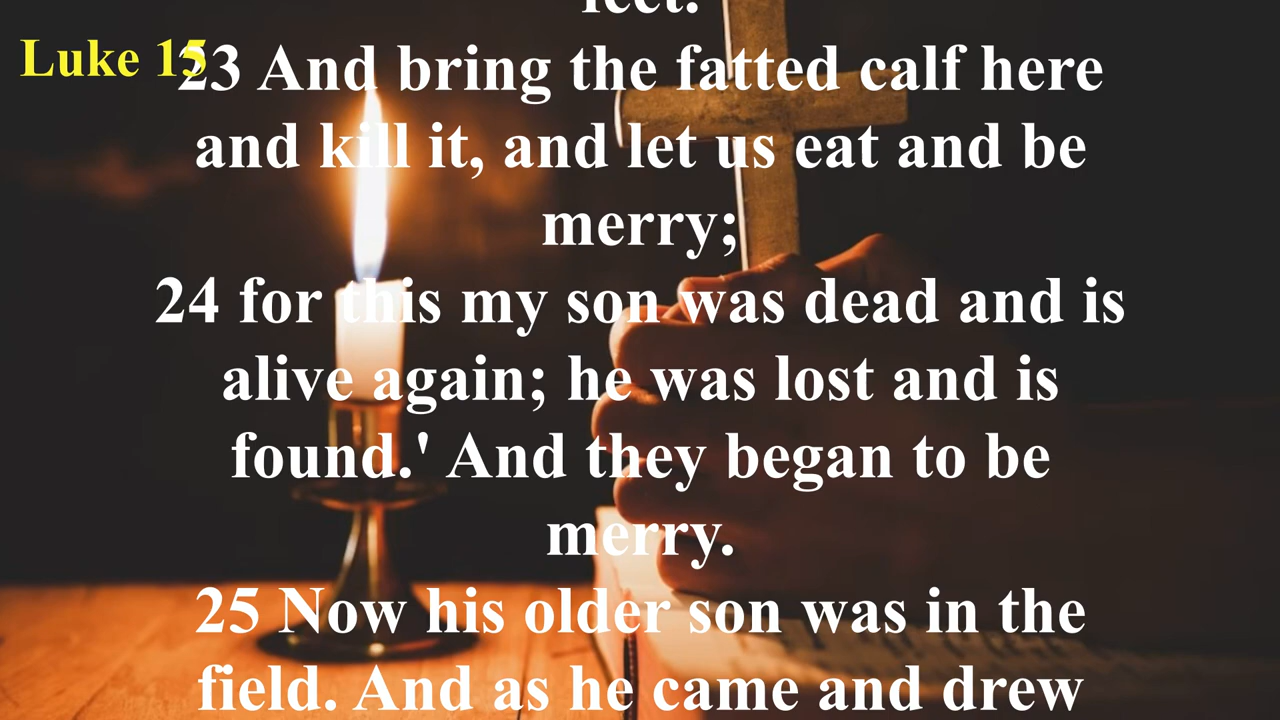 feet.
Luke 15
23 And bring the fatted calf here
and kill it, and let us eat and be
merry;
24 for this my son was dead and is
alive again; he was lost and is
found.' And they began to be
merry.
25 Now his older son was in the
field. And as he came and drew